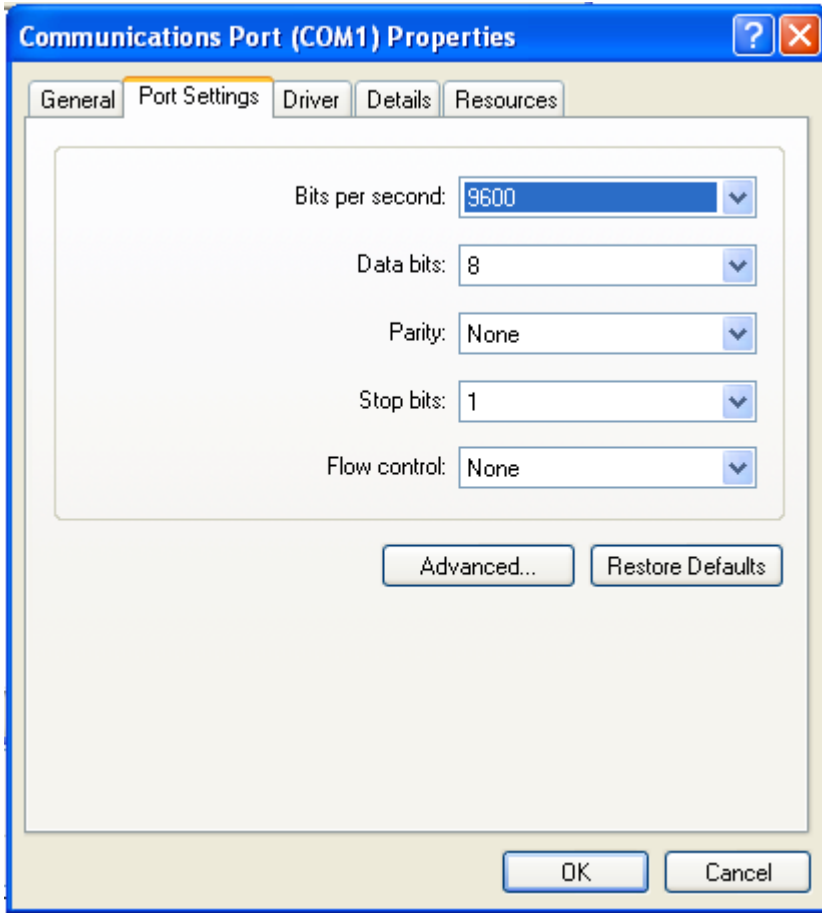 Communications Port (COM1) Properties
General Port Settings Driver Details Resources
Bits per second: 9600
Data bits: 8
Parity: None
Stop bits: 1
Flow control: None
Advanced... Restore Defaults
OK Cancel